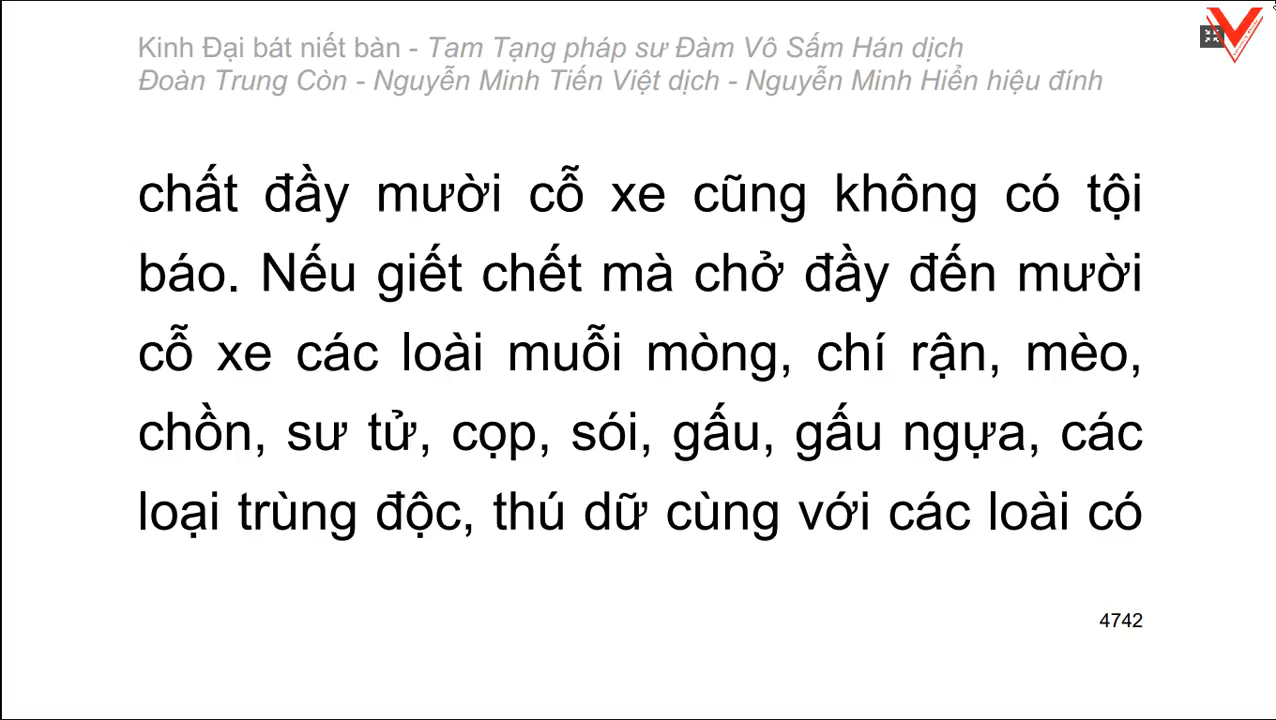 Kinh Đại bát niết bàn - Tam Tạng pháp sư Đàm Vô Sấm Hán dịch
Đoàn Trung Còn - Nguyễn Minh Tiến Việt dịch - Nguyễn Minh Hiển hiệu đính
chất đầy mười cỗ xe cũng không có tội
báo. Nếu giết chết mà chở đầy đến mười
cỗ xe các loài muỗi mòng, chí rận, mèo,
chồn, sư tử, cọp, sói, gấu, gấu ngựa, các
loại trùng độc, thú dữ cùng với các loài có
4742